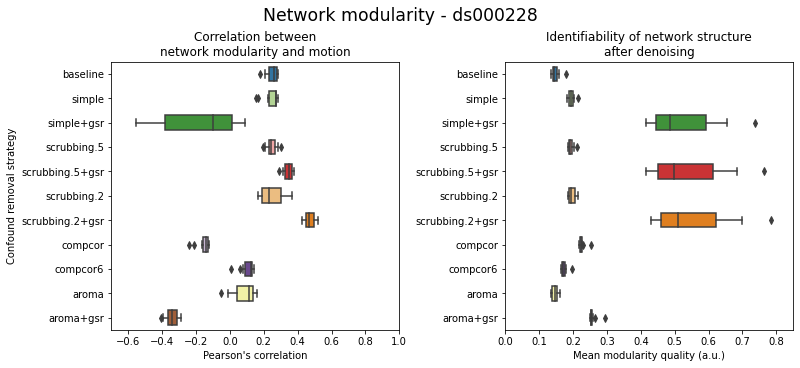 Network modularity - ds000228
Correlation between
network modularity and motion
Confound removal strategy
baseline
simple
simple+gsr
scrubbing.5
scrubbing.5+gsr
scrubbing.2
scrubbing.2+gsr
compcor
compcor6
aroma
aroma+gsr
−0.6 −0.4 −0.2 0.0 0.2 0.4 0.6 0.8 1.0
Pearson's correlation
Identifiability of network structure
after denoising
baseline
simple
simple+gsr
scrubbing.5
scrubbing.5+gsr
scrubbing.2
scrubbing.2+gsr
compcor
compcor6
aroma
aroma+gsr
0.0 0.1 0.2 0.3 0.4 0.5 0.6 0.7 0.8
Mean modularity quality (a.u.)